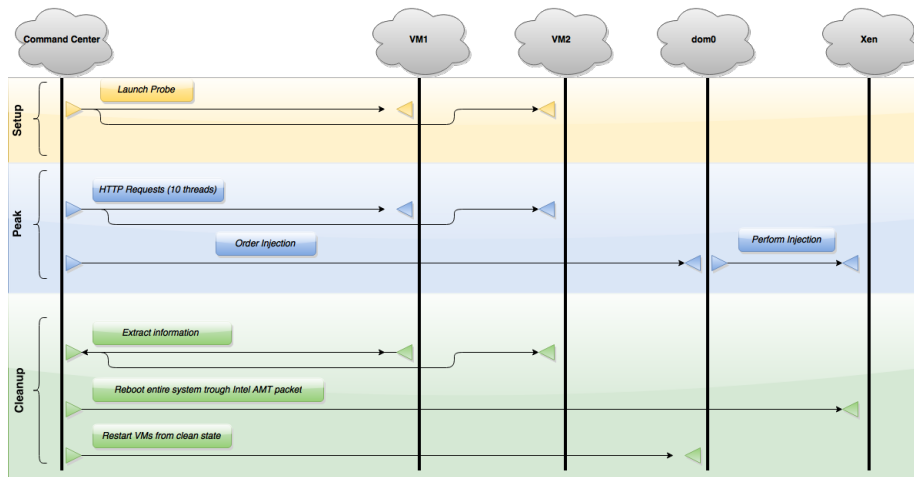 Command Center
VM1
VM2
dom0
Xen
Setup
Launch Probe
Peak
HTTP Requests (10 threads)
Order Injection
Perform Injection
Cleanup
Extract information
Reboot entire system trough Intel AMT packet
Restart VMs from clean state